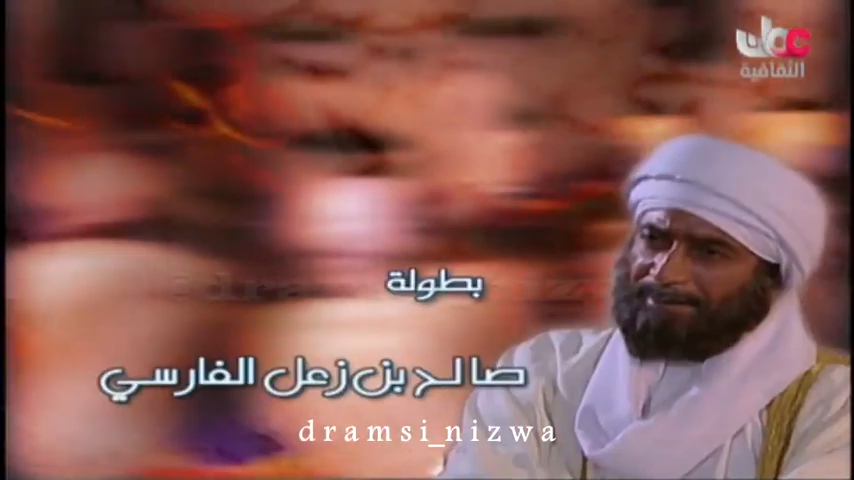 الثقافية
بطولة
صالح بن زعل الفارسي
dramsi_nizwa